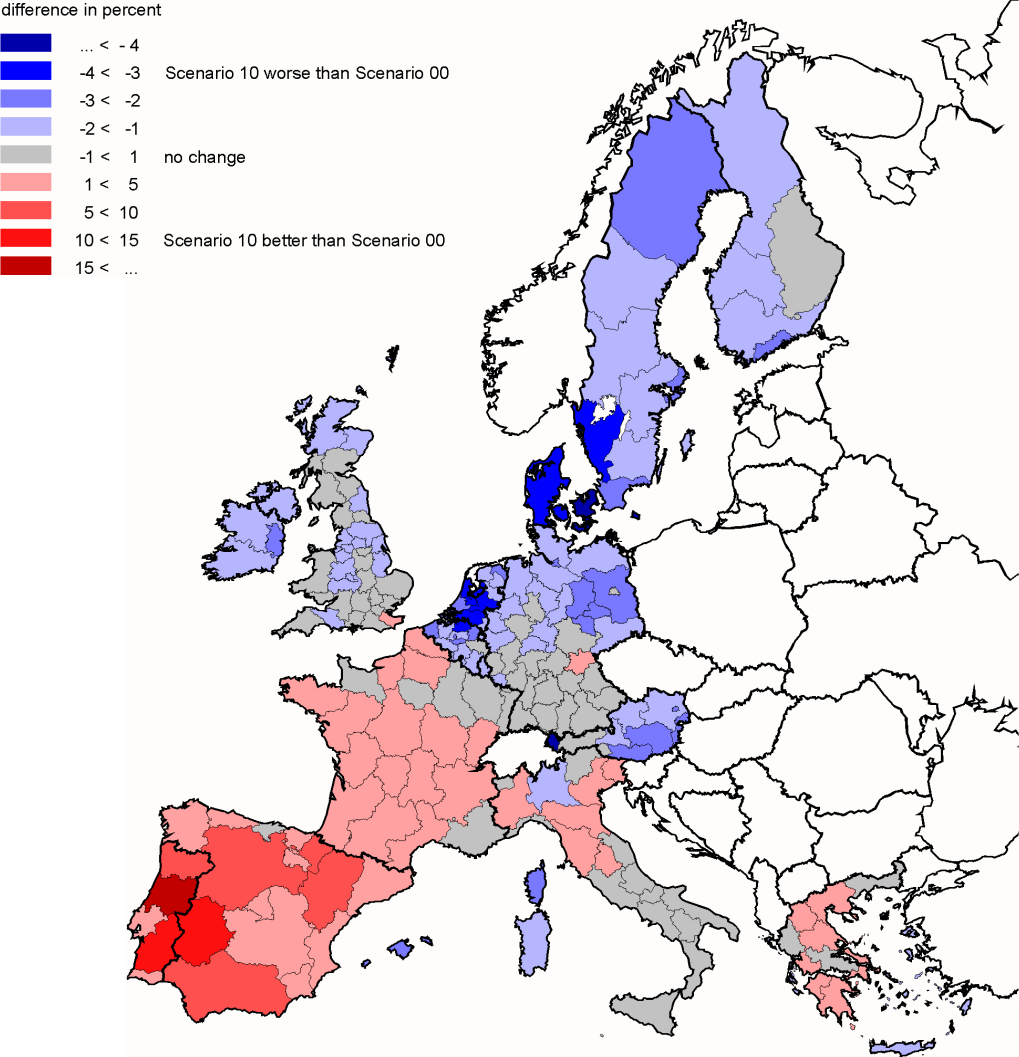 difference in percent
... < - 4
-4 < -3 Scenario 10 worse than Scenario 00
-3 < -2
-2 < -1
-1 < 1 no change
1 < 5
5 < 10
10 < 15 Scenario 10 better than Scenario 00
15 < ...